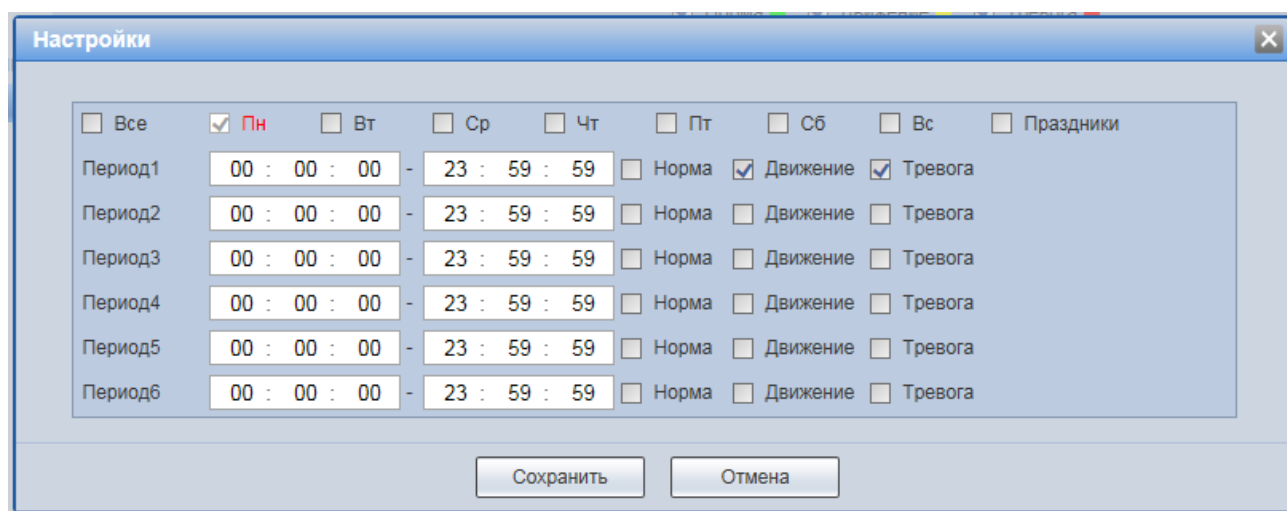 Настройки
Все Пн Вт Ср Чт Пт Сб Вс Праздники
Период1 00 : 00 : 00 - 23 : 59 : 59 Норма Движение Тревога
Период2 00 : 00 : 00 - 23 : 59 : 59 Норма Движение Тревога
Период3 00 : 00 : 00 - 23 : 59 : 59 Норма Движение Тревога
Период4 00 : 00 : 00 - 23 : 59 : 59 Норма Движение Тревога
Период5 00 : 00 : 00 - 23 : 59 : 59 Норма Движение Тревога
Период6 00 : 00 : 00 - 23 : 59 : 59 Норма Движение Тревога
Сохранить Отмена